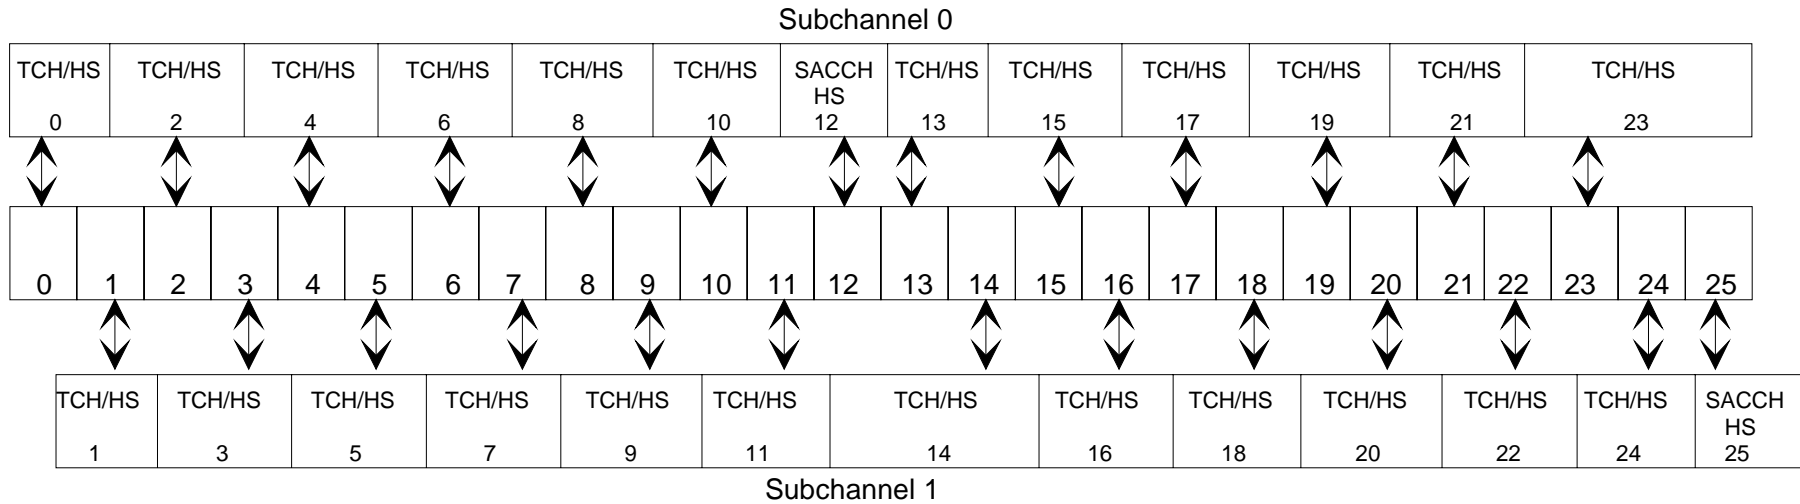 Subchannel 0
TCH/HS TCH/HS TCH/HS TCH/HS TCH/HS TCH/HS SACCH TCH/HS TCH/HS TCH/HS TCH/HS TCH/HS TCH/HS
HS
0 2 4 6 8 10 12 13 15 17 19 21 23
0 1 2 3 4 5 6 7 8 9 10 11 12 13 14 15 16 17 18 19 20 21 22 23 24 25
TCH/HS TCH/HS TCH/HS TCH/HS TCH/HS TCH/HS TCH/HS TCH/HS TCH/HS TCH/HS TCH/HS TCH/HS SACCH
HS
1 3 5 7 9 11 14 16 18 20 22 24 25
Subchannel 1